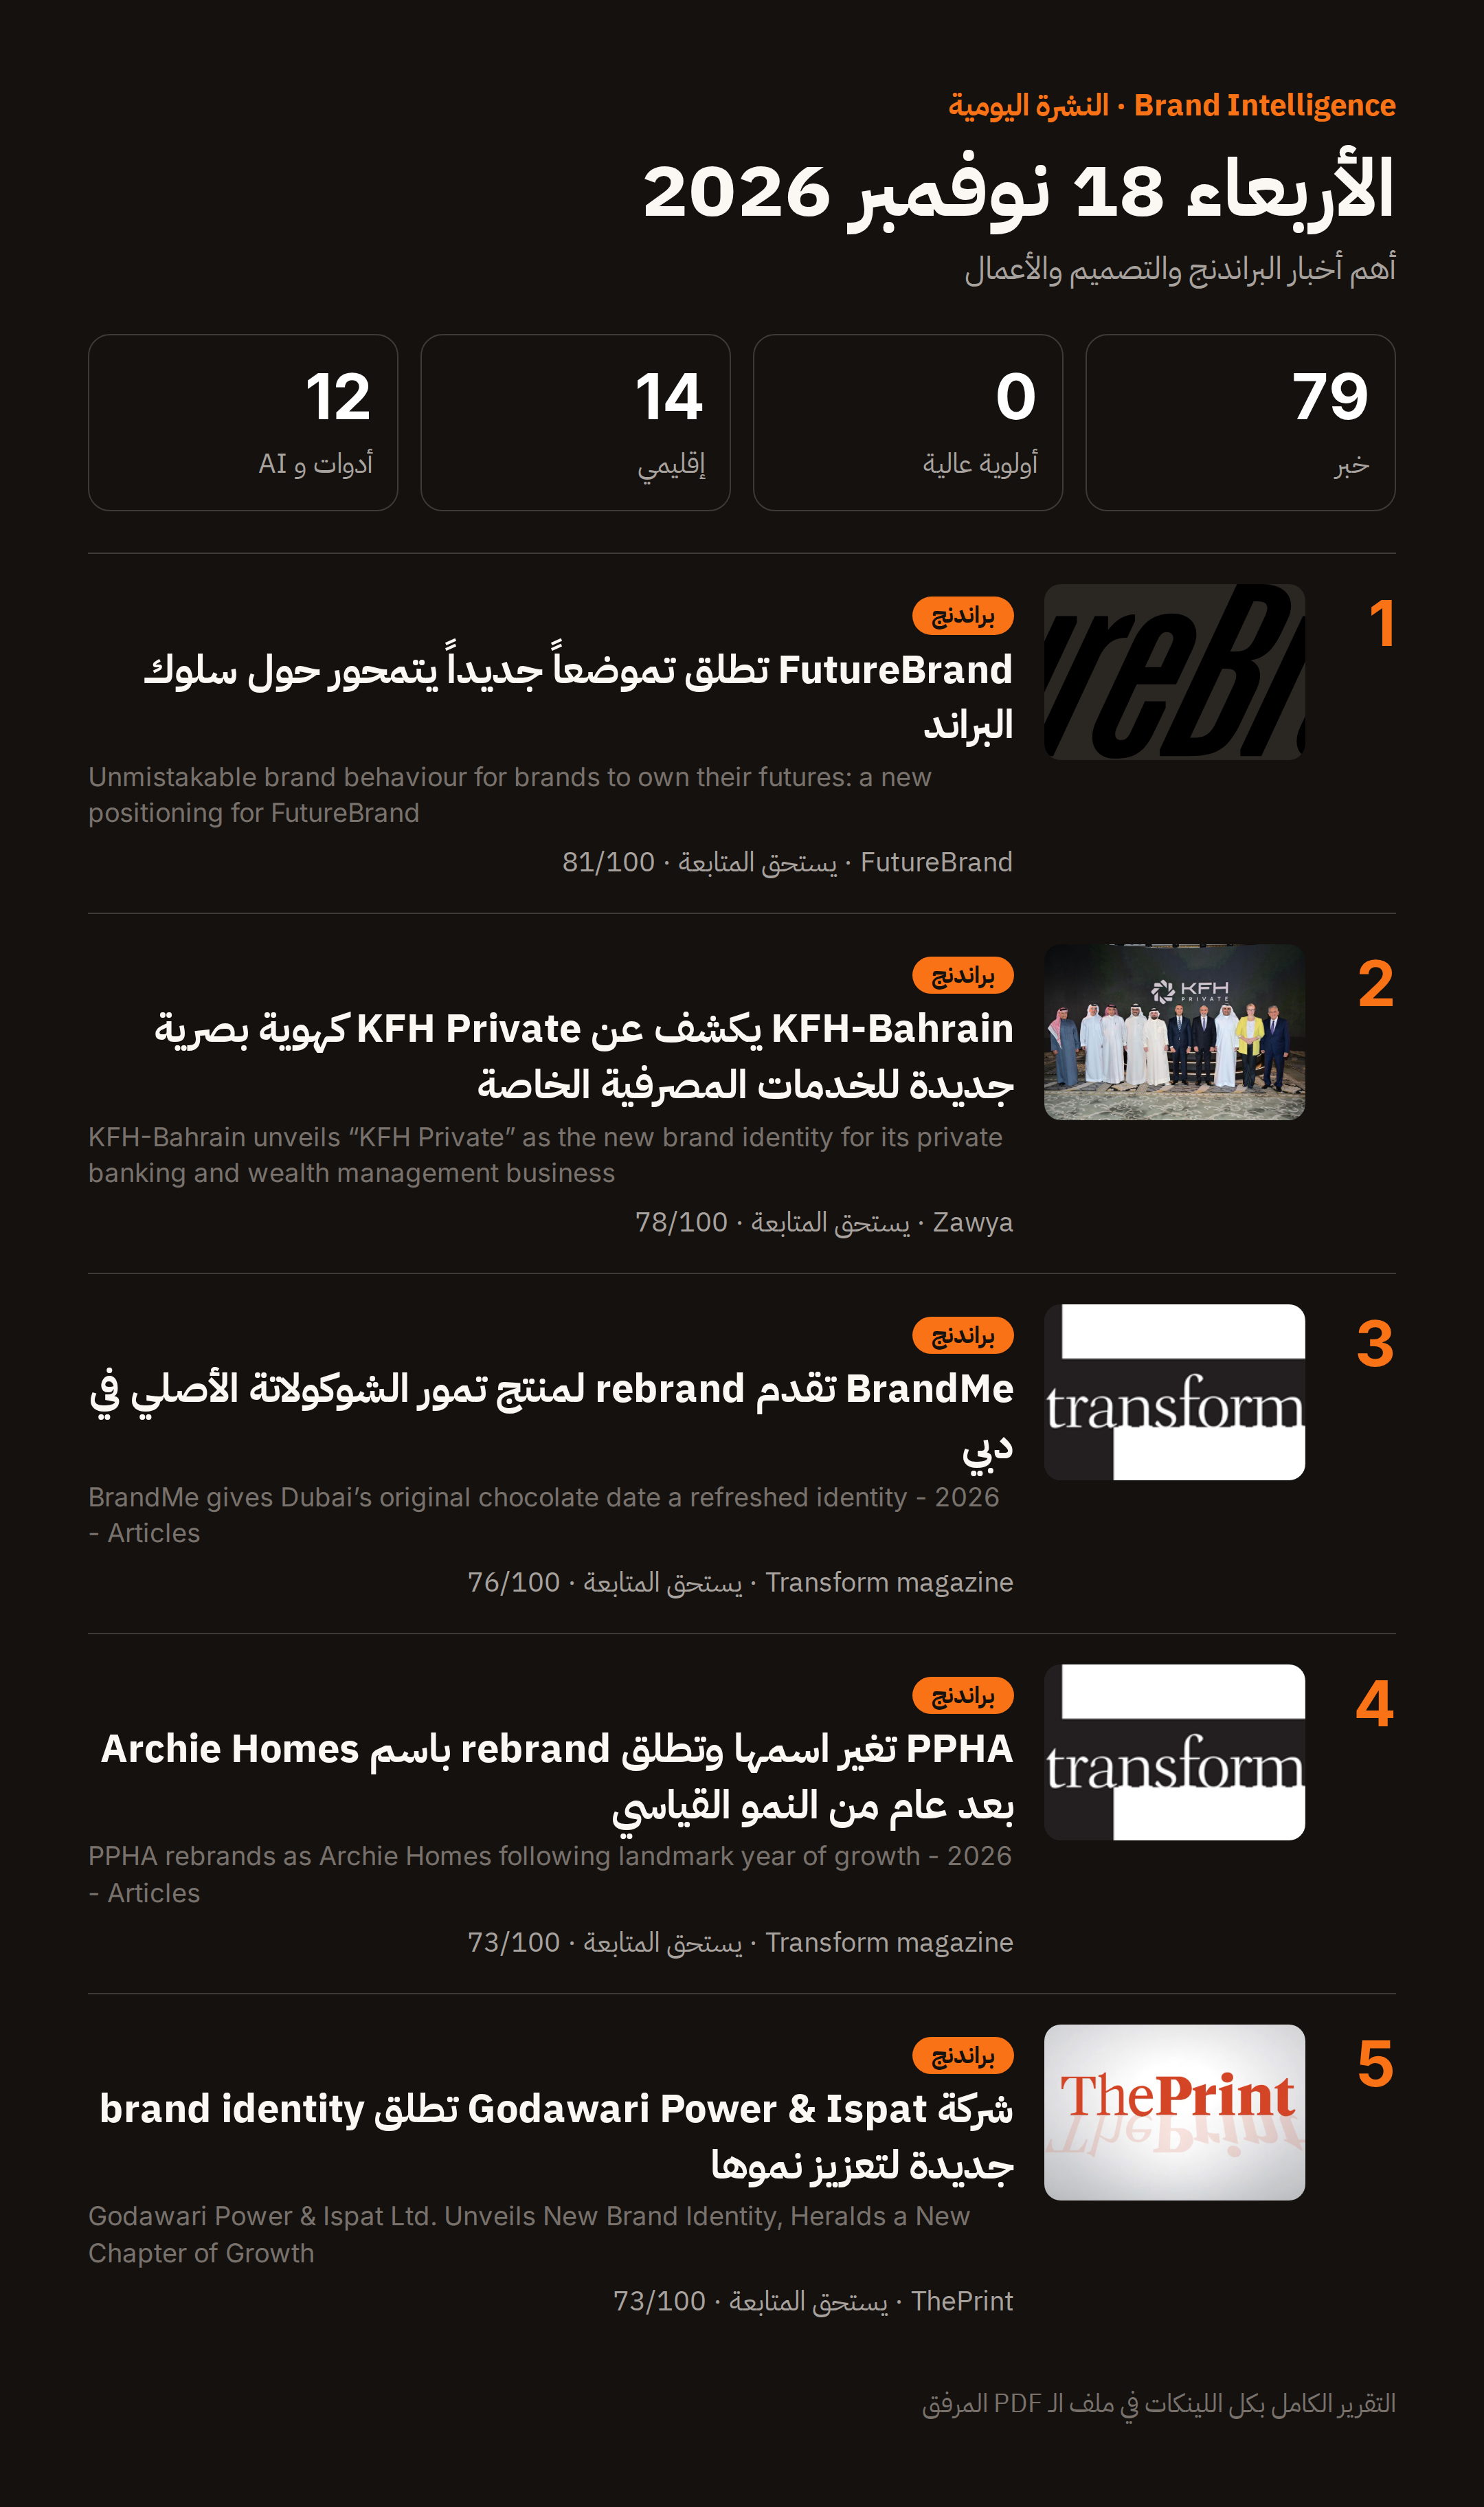 Brand Intelligence · النشرة اليومية
الأربعاء 18 نوفمبر 2026
أهم أخبار البراندنج والتصميم والأعمال
79
خبر
0
أولوية عالية
14
إقليمي
12
أدوات و AI
1
ureBr
براندنج
FutureBrand تطلق تموضعاً جديداً يتمحور حول سلوك
البراند
Unmistakable brand behaviour for brands to own their futures: a new
positioning for FutureBrand
FutureBrand · يستحق المتابعة · 81/100
2
KFH
PRIVATE
براندنج
KFH-Bahrain يكشف عن KFH Private كهوية بصرية
جديدة للخدمات المصرفية الخاصة
KFH-Bahrain unveils “KFH Private” as the new brand identity for its private
banking and wealth management business
Zawya · يستحق المتابعة · 78/100
3
transform
براندنج
BrandMe تقدم rebrand لمنتج تمور الشوكولاتة الأصلي في
دبي
BrandMe gives Dubai’s original chocolate date a refreshed identity - 2026
- Articles
Transform magazine · يستحق المتابعة · 76/100
4
transform
براندنج
PPHA تغير اسمها وتطلق rebrand باسم Archie Homes
بعد عام من النمو القياسي
PPHA rebrands as Archie Homes following landmark year of growth - 2026
- Articles
Transform magazine · يستحق المتابعة · 73/100
5
ThePrint
براندنج
شركة Godawari Power & Ispat تطلق brand identity
جديدة لتعزيز نموها
Godawari Power & Ispat Ltd. Unveils New Brand Identity, Heralds a New
Chapter of Growth
ThePrint · يستحق المتابعة · 73/100
التقرير الكامل بكل اللينكات في ملف الـ PDF المرفق